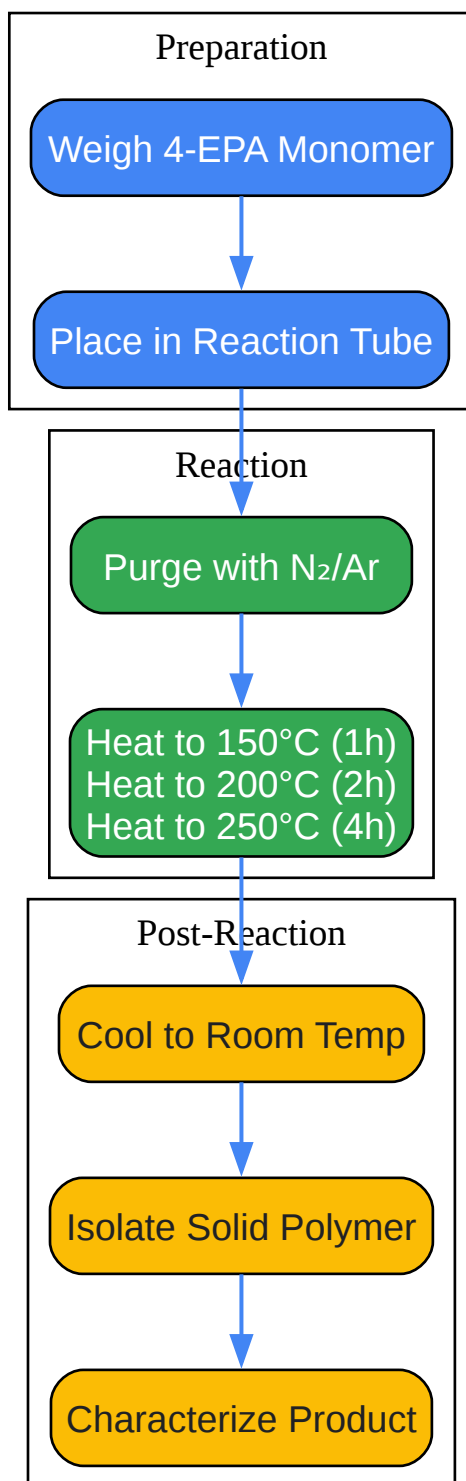 Preparation
Weigh 4-EPA Monomer
Place in Reaction Tube
Reaction
Purge with N₂/Ar
Heat to 150°C (1h)
Heat to 200°C (2h)
Heat to 250°C (4h)
Post-Reaction
Cool to Room Temp
Isolate Solid Polymer
Characterize Product